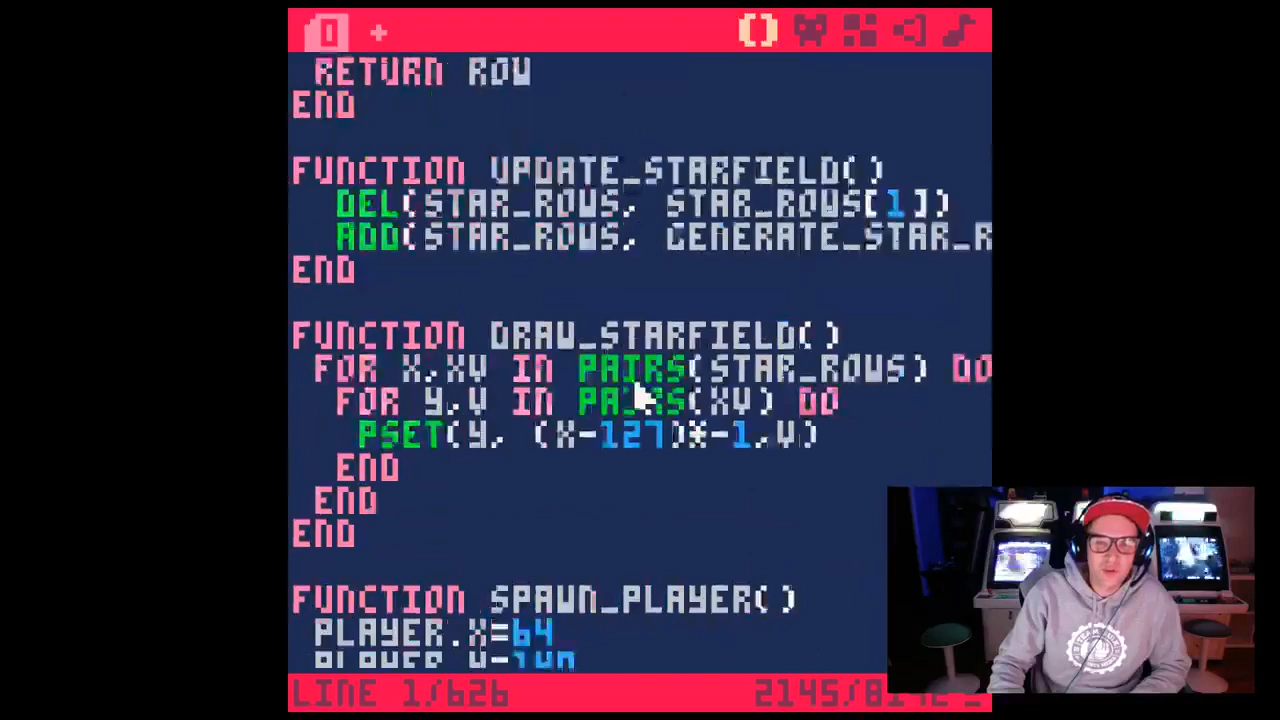 RETURN ROW
END
FUNCTION UPDATE_STARFIELD()
DEL(STAR_ROWS, STAR_ROWS[1])
ADD(STAR_ROWS, GENERATE_STAR_R
END
FUNCTION DRAW_STARFIELD()
FOR X,XV IN PAIRS(STAR_ROWS) DO
FOR Y,V IN PAIRS(XV) DO
PSET(Y, (X-127)*-1,V)
END
END
END
FUNCTION SPAWN_PLAYER()
PLAYER.X=64
LINE 1/626 2145/8192